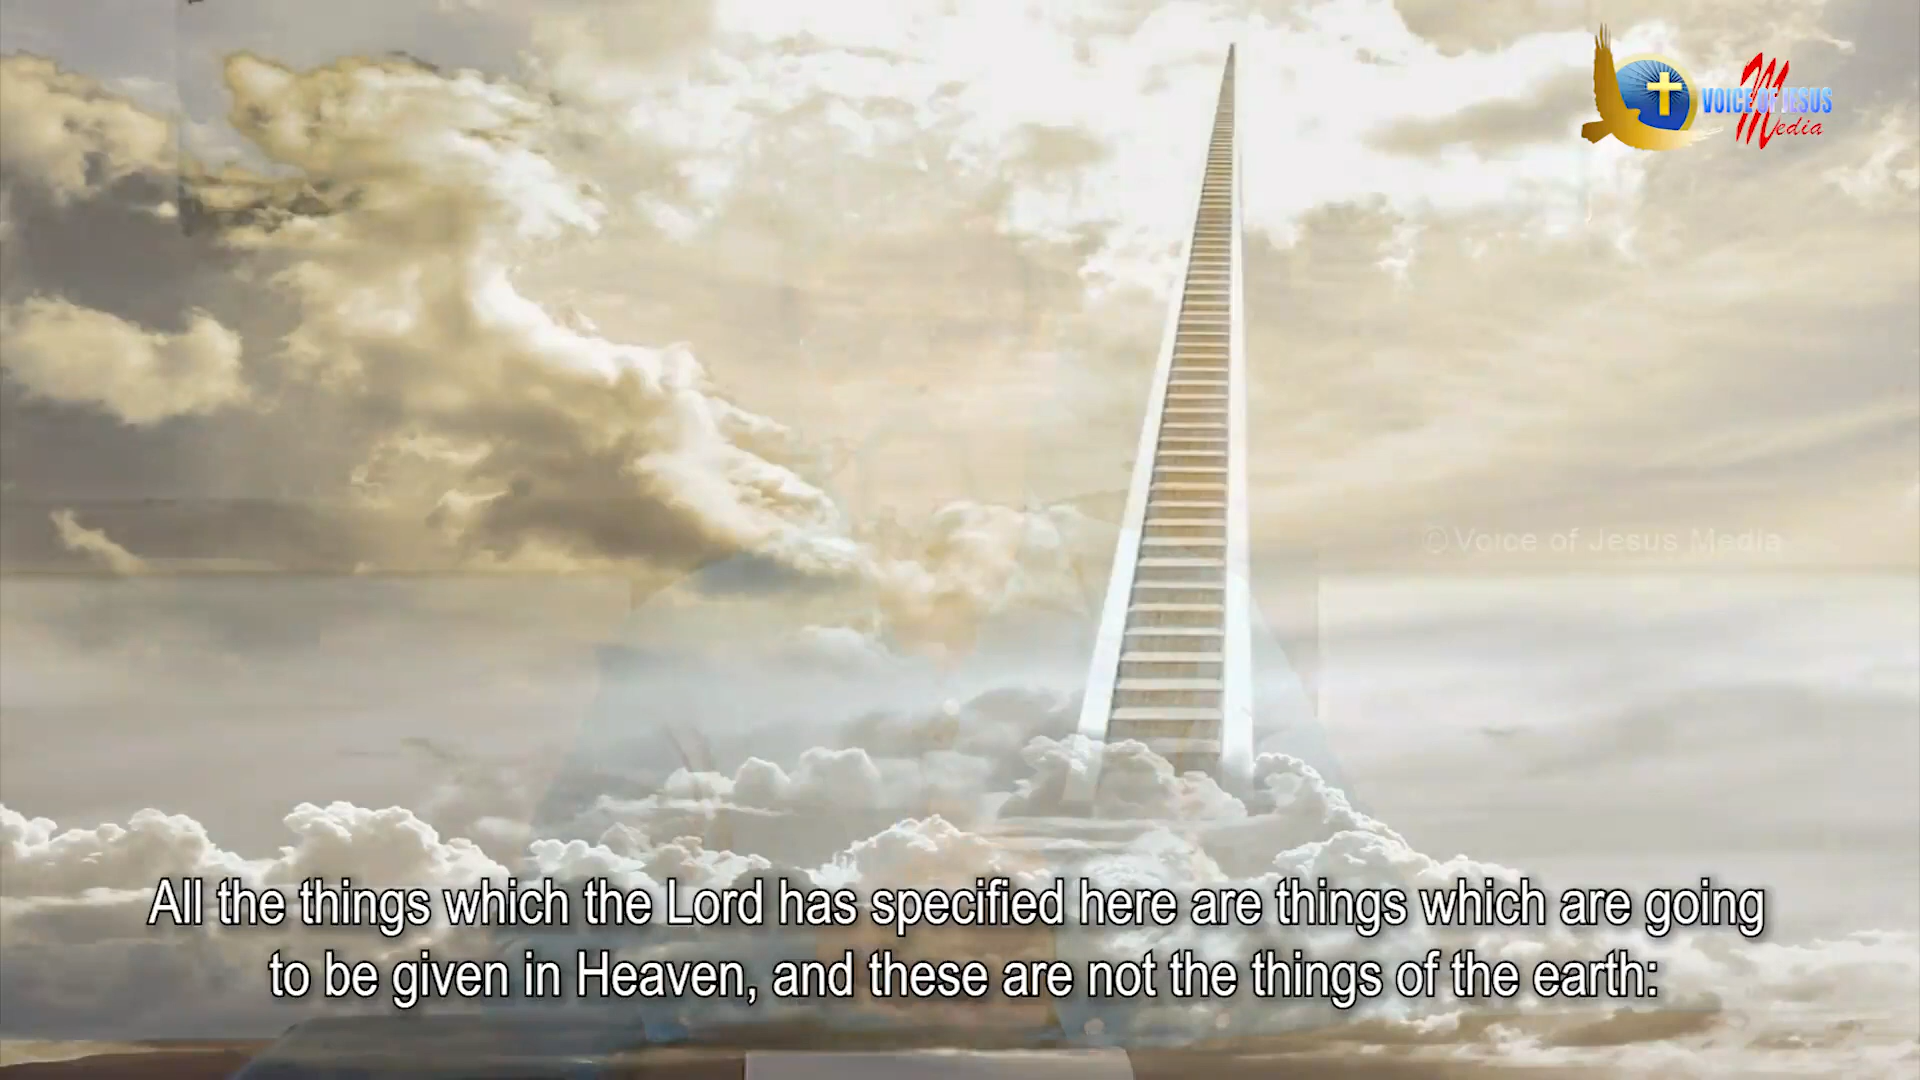 VOICE OF JESUS
Media
©Voice of Jesus Media
All the things which the Lord has specified here are things which are going
to be given in Heaven, and these are not the things of the earth: